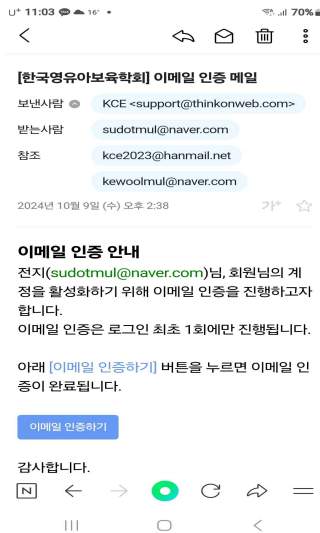 U⁺ 11:03 16° • 70%
[한국영유아보육학회] 이메일 인증 메일
보낸사람 KCE <support@thinkonweb.com>
받는사람 sudotmul@naver.com
참조 kce2023@hanmail.net
kewoolmul@naver.com
2024년 10월 9일 (수) 오후 2:38 가+
이메일 인증 안내
전지(sudotmul@naver.com)님, 회원님의 계
정을 활성화하기 위해 이메일 인증을 진행하고자
합니다.
이메일 인증은 로그인 최초 1회에만 진행됩니다.
아래 [이메일 인증하기] 버튼을 누르면 이메일 인
증이 완료됩니다.
이메일 인증하기
감사합니다.
N